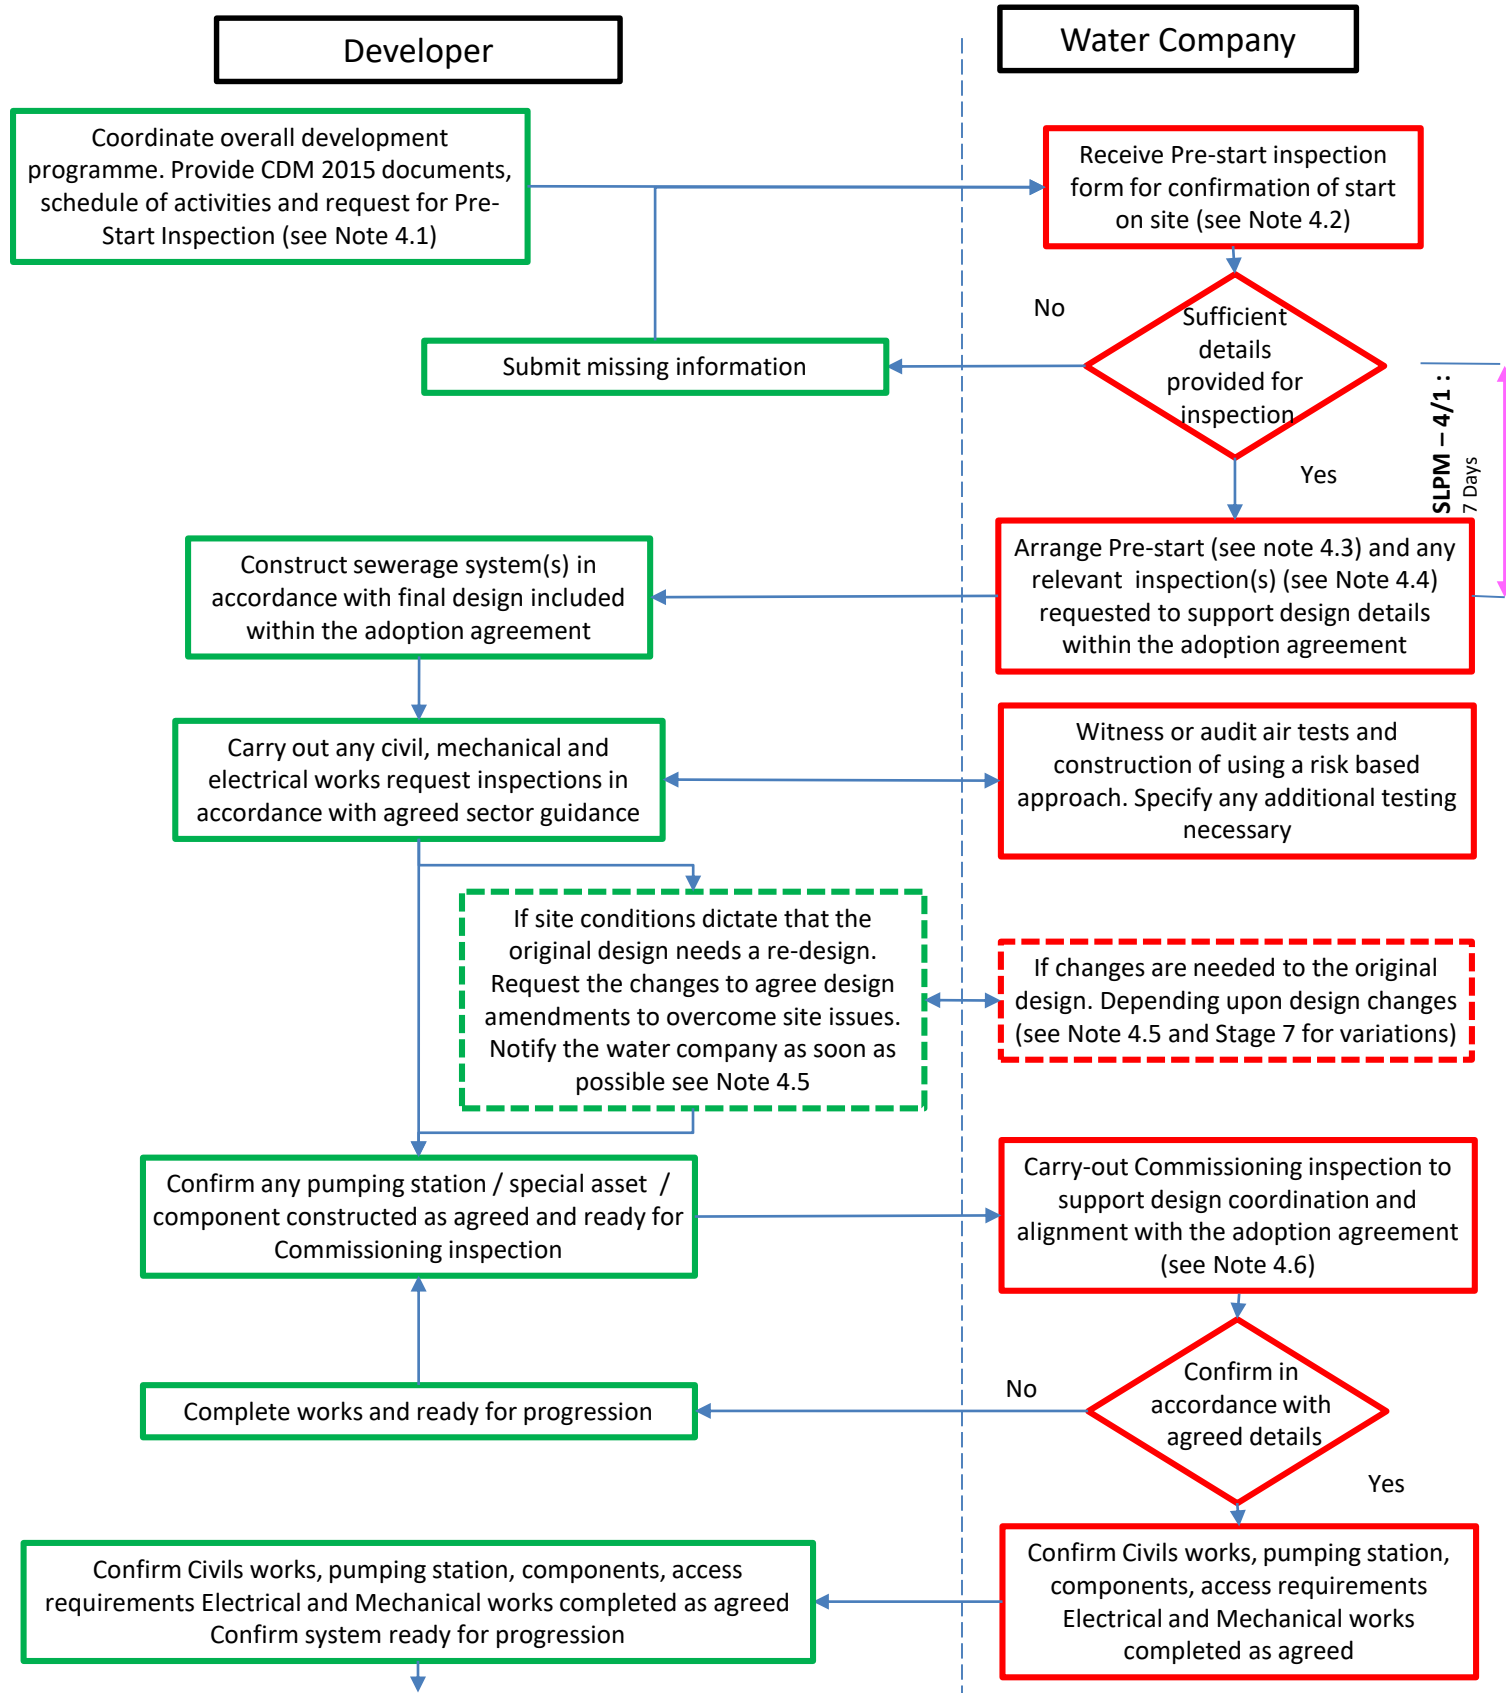 Developer
Water Company
Coordinate overall development
programme. Provide CDM 2015 documents,
schedule of activities and request for Pre-
Start Inspection (see Note 4.1)
Receive Pre-start inspection
form for confirmation of start
on site (see Note 4.2)
No
Sufficient
details
provided for
inspection
Submit missing information
Yes
SLPM – 4/1 :
7 Days
Construct sewerage system(s) in
accordance with final design included
within the adoption agreement
Arrange Pre-start (see note 4.3) and any
relevant inspection(s) (see Note 4.4)
requested to support design details
within the adoption agreement
Carry out any civil, mechanical and
electrical works request inspections in
accordance with agreed sector guidance
Witness or audit air tests and
construction of using a risk based
approach. Specify any additional testing
necessary
If site conditions dictate that the
original design needs a re-design.
Request the changes to agree design
amendments to overcome site issues.
Notify the water company as soon as
possible see Note 4.5
If changes are needed to the original
design. Depending upon design changes
(see Note 4.5 and Stage 7 for variations)
Confirm any pumping station / special asset /
component constructed as agreed and ready for
Commissioning inspection
Carry-out Commissioning inspection to
support design coordination and
alignment with the adoption agreement
(see Note 4.6)
Complete works and ready for progression
No
Confirm in
accordance with
agreed details
Yes
Confirm Civils works, pumping station, components, access
requirements Electrical and Mechanical works completed as agreed
Confirm system ready for progression
Confirm Civils works, pumping station,
components, access requirements
Electrical and Mechanical works
completed as agreed